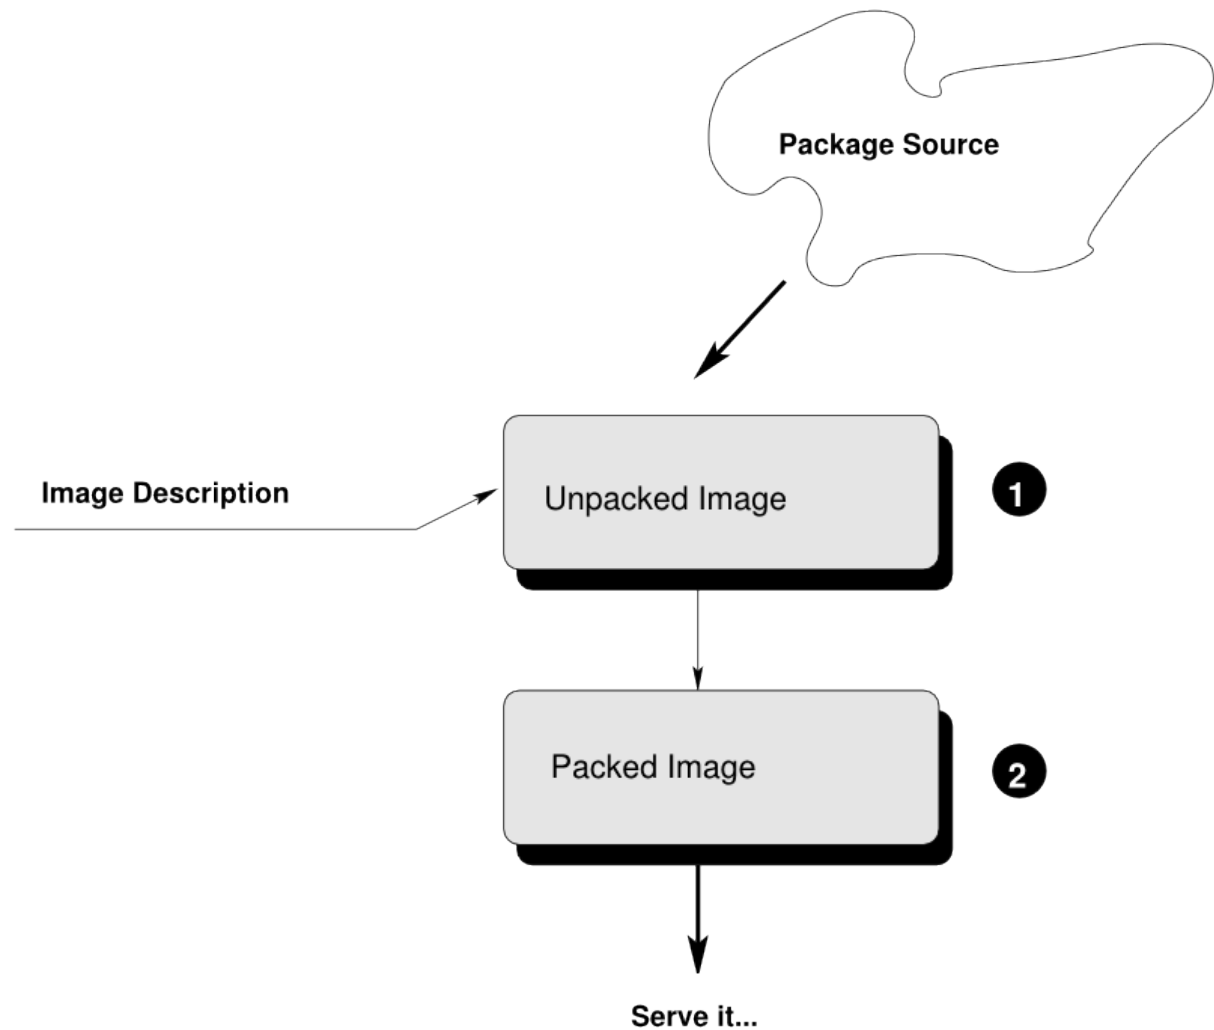 Package Source
Image Description
Unpacked Image
1
Packed Image
2
Serve it...